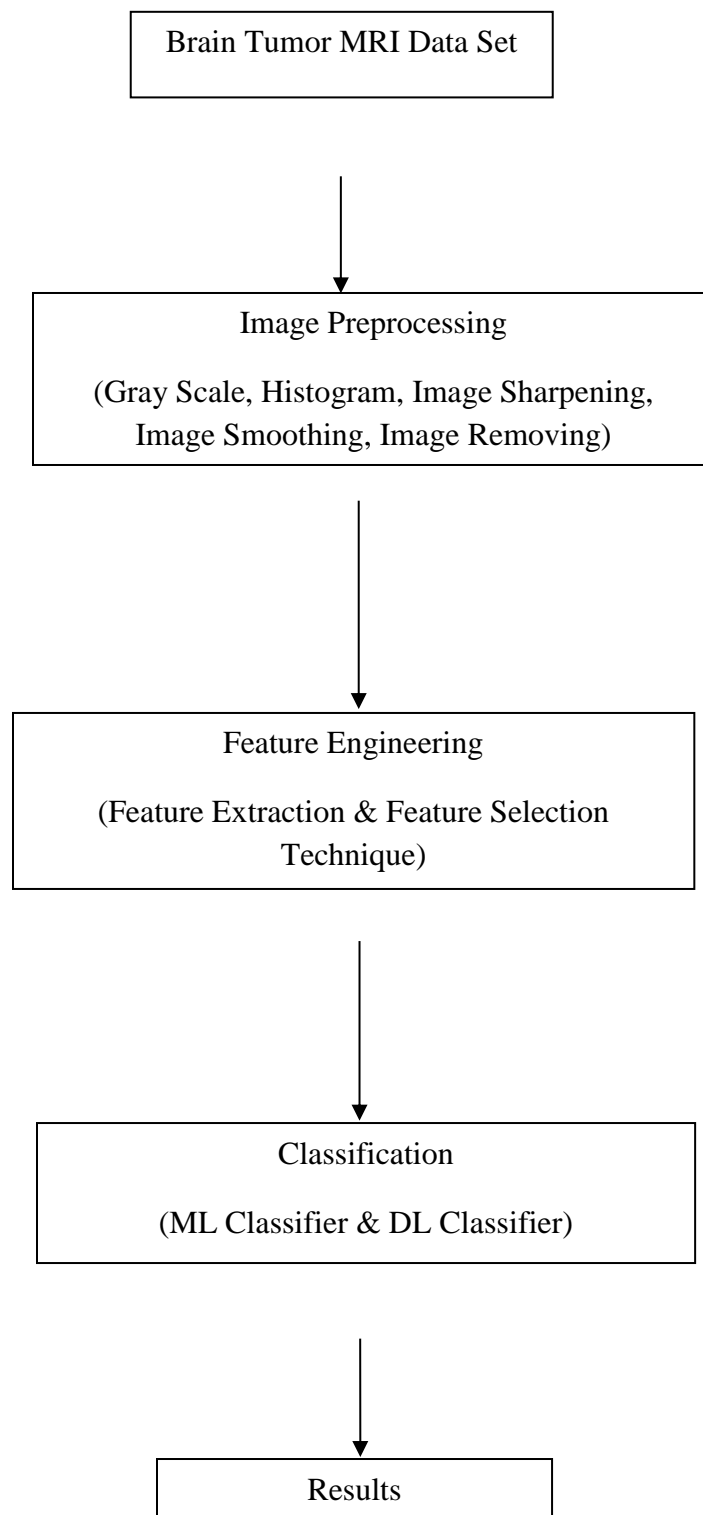 Brain Tumor MRI Data Set
Image Preprocessing
(Gray Scale, Histogram, Image Sharpening,
Image Smoothing, Image Removing)
Feature Engineering
(Feature Extraction & Feature Selection
Technique)
Classification
(ML Classifier & DL Classifier)
Results